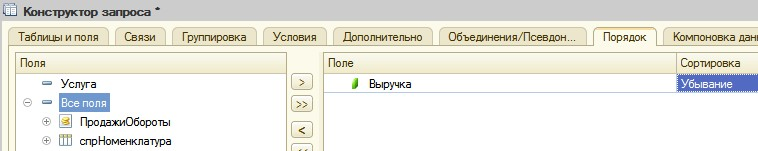 Конструктор запроса *
Таблицы и поля Связи Группировка Условия Дополнительно Объединения/Псевдон... Порядок Компоновка дан
Поля Поле Сортировка
Услуга > Выручка Убывание
Все поля >>
ПродажиОбороты <
спрНоменклатура